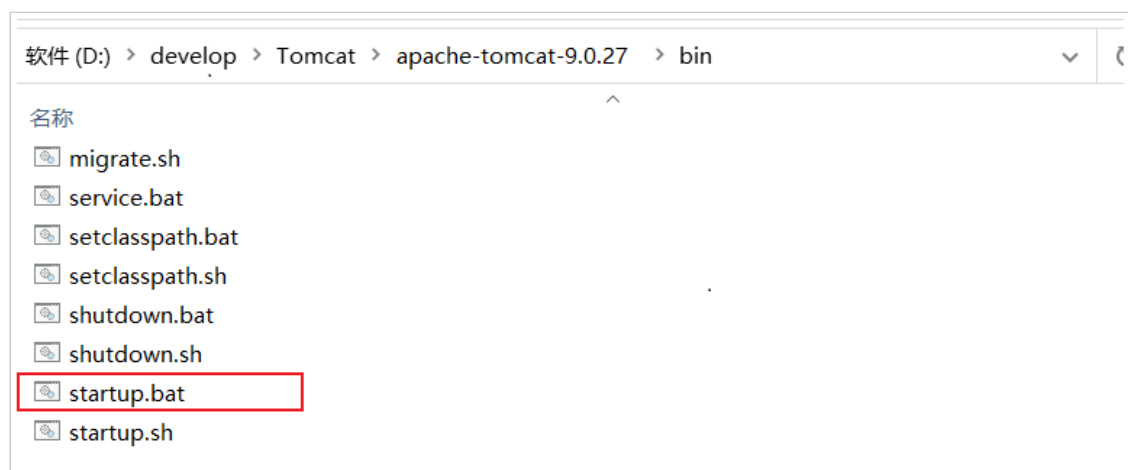 软件 (D:) > develop > Tomcat > apache-tomcat-9.0.27 > bin
名称
migrate.sh
service.bat
setclasspath.bat
setclasspath.sh
shutdown.bat
shutdown.sh
startup.bat
startup.sh